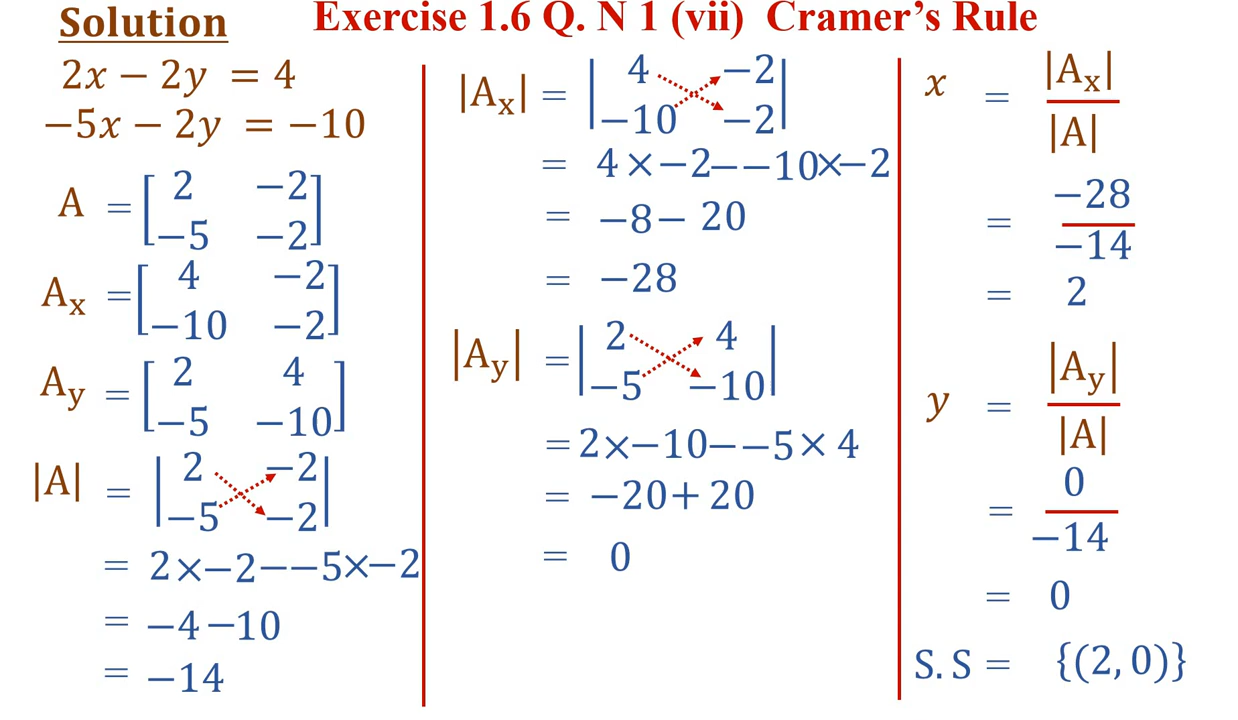 Solution
Exercise 1.6 Q. N 1 (vii) Cramer’s Rule
2x − 2y = 4
−5x − 2y = −10
A = [2 −2
−5 −2]
Aₓ = [4 −2
−10 −2]
Aᵧ = [2 4
−5 −10]
|A| = |2 −2
−5 −2|
= 2×−2−−5×−2
= −4−10
= −14
|Aₓ| = |4 −2
−10 −2|
= 4×−2−−10×−2
= −8− 20
= −28
|Aᵧ| = |2 4
−5 −10|
= 2×−10−−5×4
= −20+20
= 0
x = |Aₓ|
|A|
= −28
−14
= 2
y = |Aᵧ|
|A|
= 0
−14
= 0
S.S = {(2,0)}